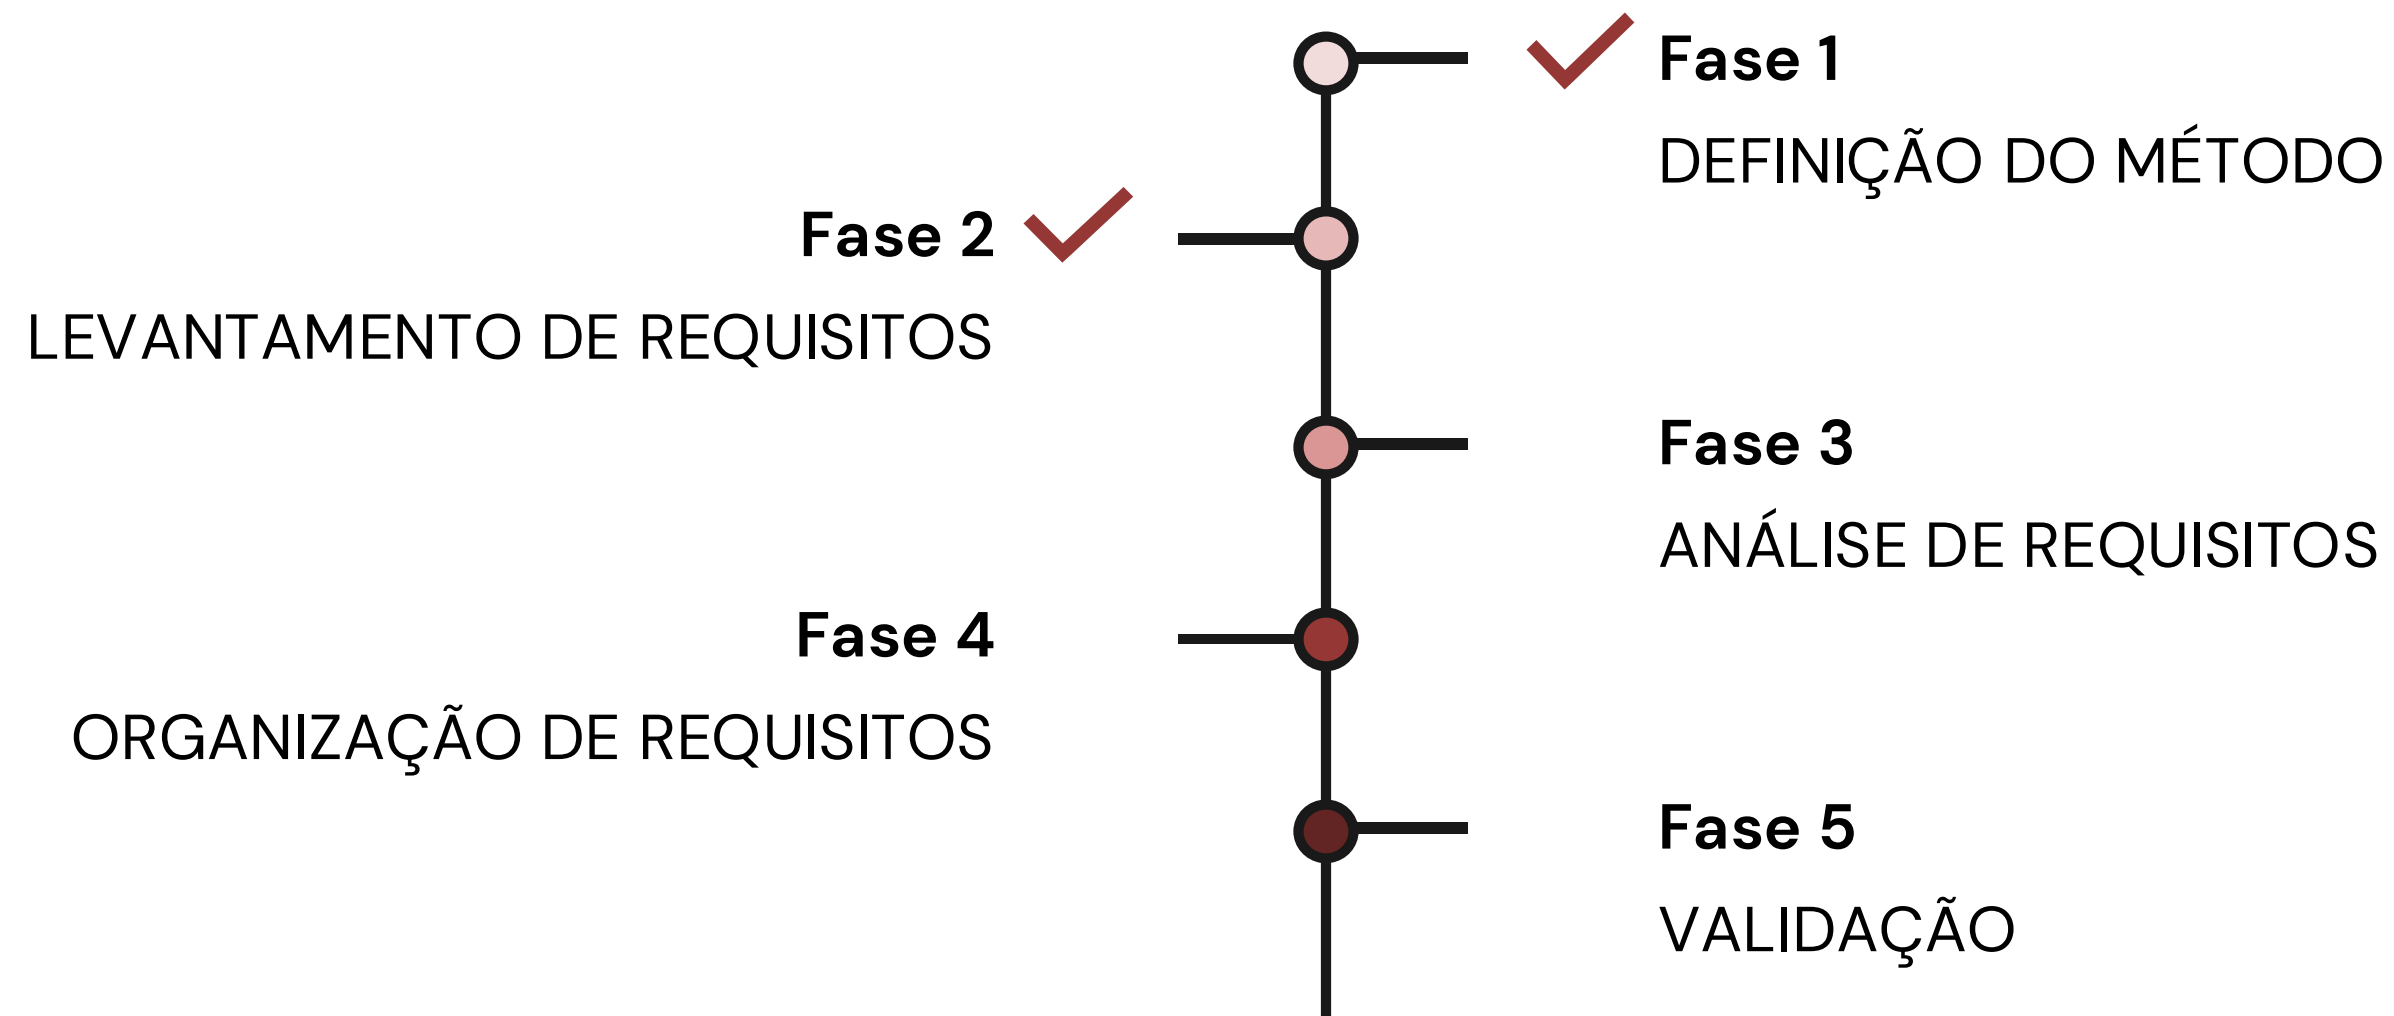 Fase 1
DEFINIÇÃO DO MÉTODO
Fase 2
LEVANTAMENTO DE REQUISITOS
Fase 3
ANÁLISE DE REQUISITOS
Fase 4
ORGANIZAÇÃO DE REQUISITOS
Fase 5
VALIDAÇÃO